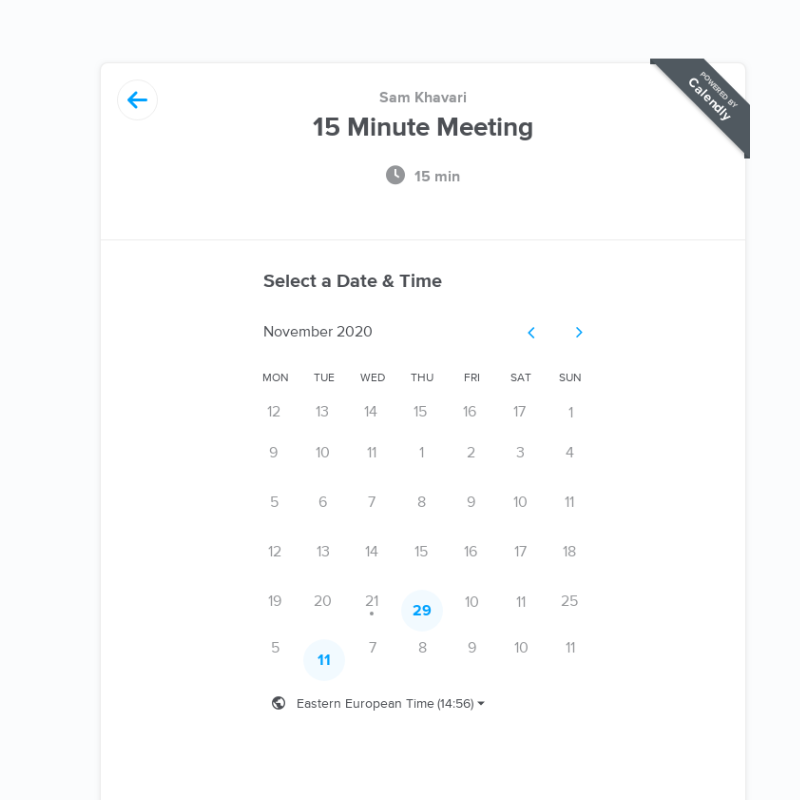 Sam Khavari
15 Minute Meeting
15 min
POWERED BY
Calendly
Select a Date & Time
November 2020
MON TUE WED THU FRI SAT SUN
12 13 14 15 16 17 1
9 10 11 1 2 3 4
5 6 7 8 9 10 11
12 13 14 15 16 17 18
19 20 21 29 10 11 25
5 11 7 8 9 10 11
Eastern European Time (14:56)